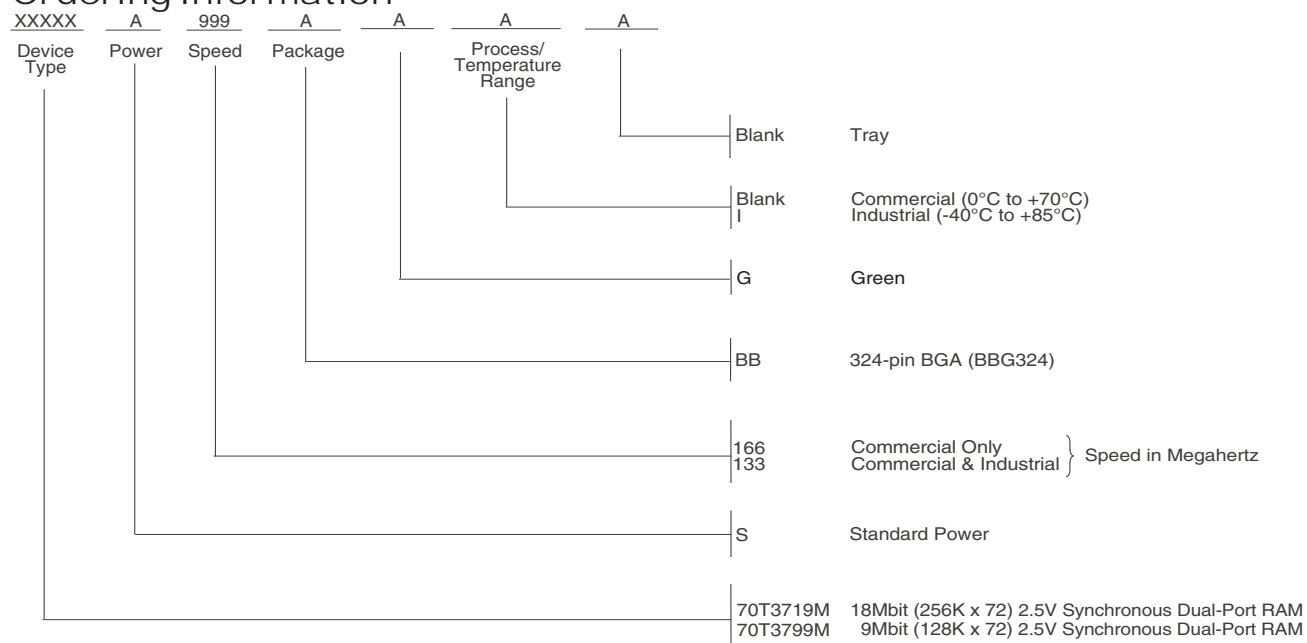 Ordering Information
XXXXX A 999 A A A A
Device Type Power Speed Package Process/ Temperature Range
Blank Tray
Blank Commercial (0°C to +70°C)
I Industrial (-40°C to +85°C)
G Green
BB 324-pin BGA (BBG324)
166 Commercial Only
133 Commercial & Industrial
Speed in Megahertz
S Standard Power
70T3719M 18Mbit (256K x 72) 2.5V Synchronous Dual-Port RAM
70T3799M 9Mbit (128K x 72) 2.5V Synchronous Dual-Port RAM